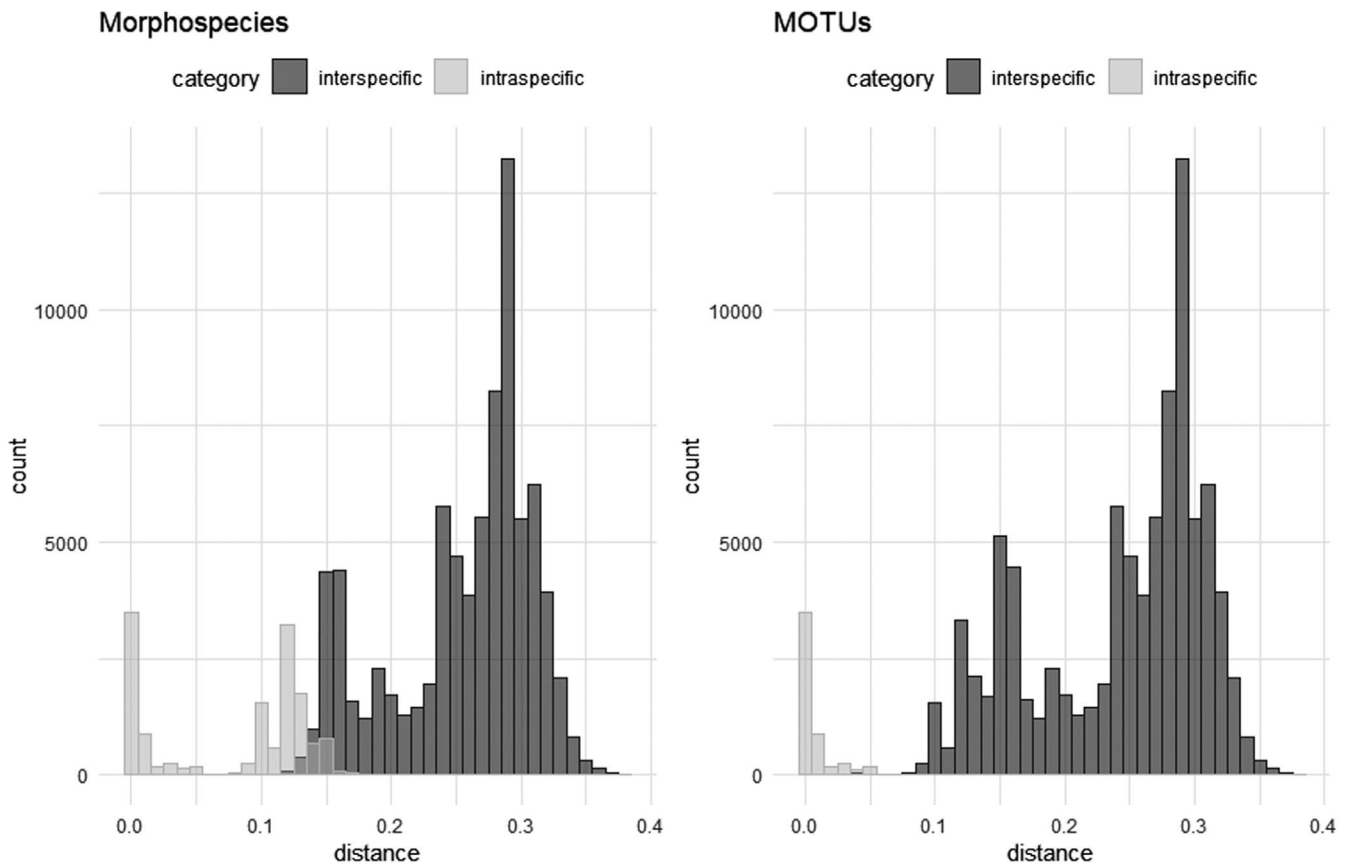 Morphospecies
category interspecific intraspecific
10000
5000
0
count
0.0 0.1 0.2 0.3 0.4
distance
MOTUs
category interspecific intraspecific
10000
5000
0
count
0.0 0.1 0.2 0.3 0.4
distance